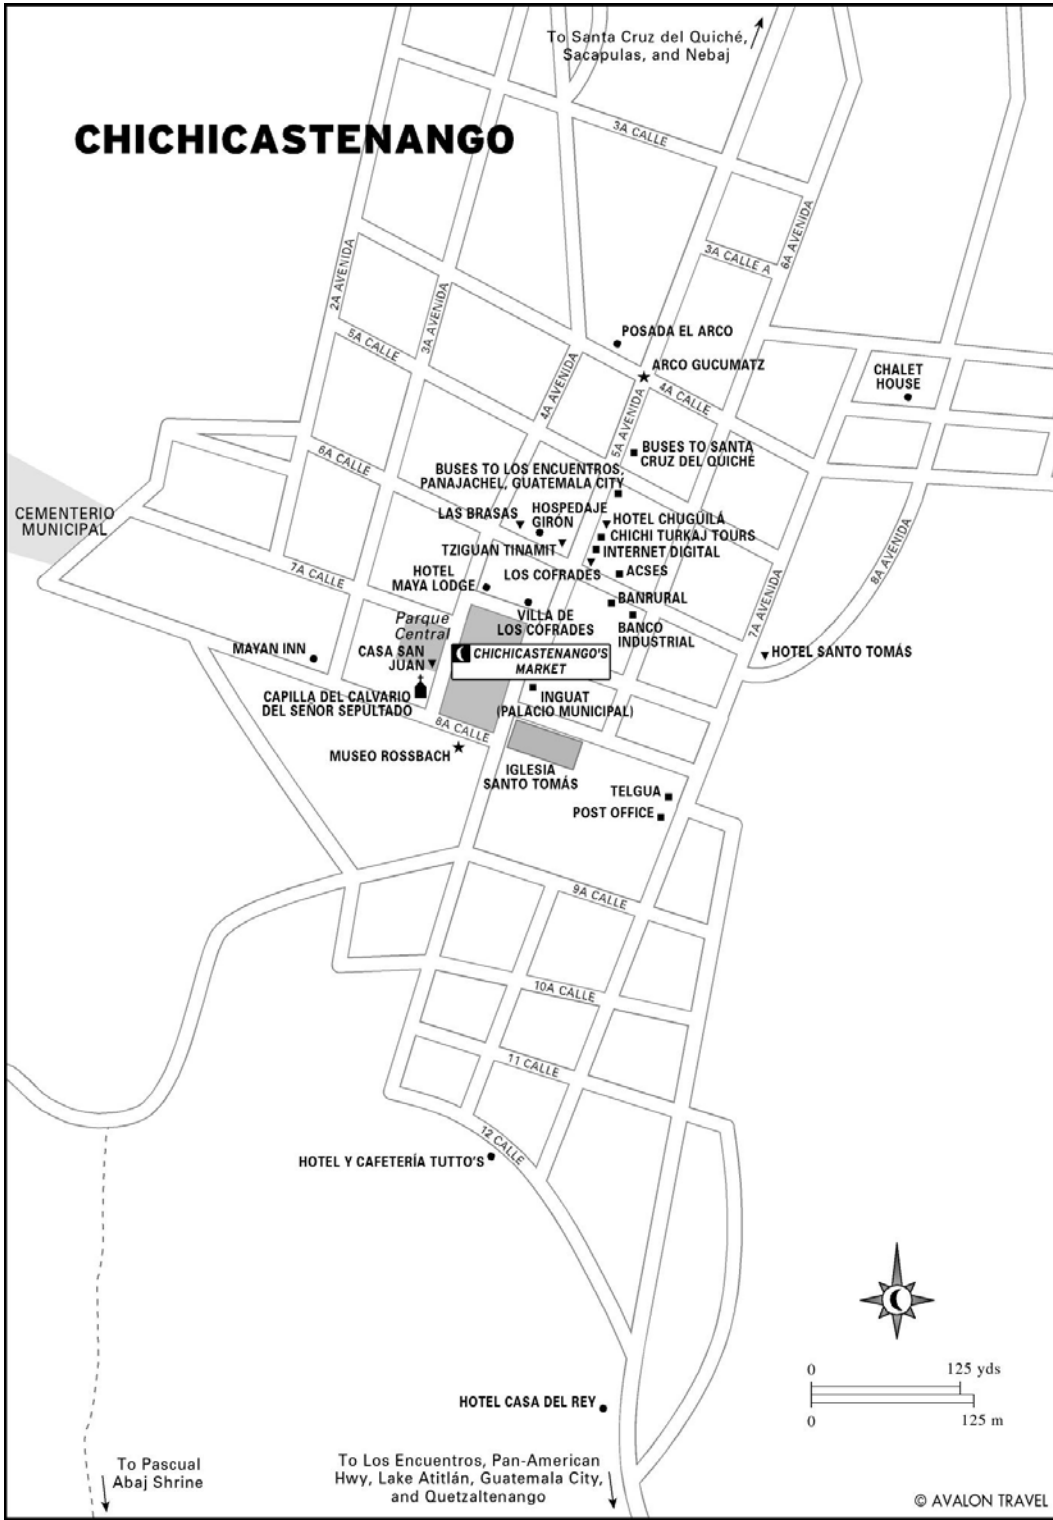 To Santa Cruz del Quiché,
Sacapulas, and Nebaj
CHICHICASTENANGO
3A CALLE
6A AVENIDA
3A CALLE A
2A AVENIDA
3A AVENIDA
5A CALLE
POSADA EL ARCO
ARCO GUCUMATZ
CHALET
HOUSE
4A AVENIDA
4A CALLE
5A AVENIDA
6A CALLE
BUSES TO SANTA
CRUZ DEL QUICHÉ
BUSES TO LOS ENCUENTROS,
PANAJACHEL, GUATEMALA CITY
CEMENTERIO
MUNICIPAL
LAS BRASAS
HOSPEDAJE
GIRÓN
HOTEL CHUGÜILÁ
CHICHI TURKAJ TOURS
TZIGUAN TINAMIT
INTERNET DIGITAL
8A AVENIDA
7A CALLE
HOTEL
MAYA LODGE
LOS COFRADES
ACSES
BANRURAL
7A AVENIDA
Parque
Central
VILLA DE
LOS COFRADES
BANCO
INDUSTRIAL
MAYAN INN
CASA SAN
JUAN
CHICHICASTENANGO'S
MARKET
HOTEL SANTO TOMÁS
CAPILLA DEL CALVARIO
DEL SEÑOR SEPULTADO
INGUAT
(PALACIO MUNICIPAL)
8A CALLE
MUSEO ROSSBACH
IGLESIA
SANTO TOMÁS
TELGUA
POST OFFICE
9A CALLE
10A CALLE
11 CALLE
12 CALLE
HOTEL Y CAFETERÍA TUTTO'S
0 125 yds
0 125 m
HOTEL CASA DEL REY
To Pascual
Abaj Shrine
To Los Encuentros, Pan-American
Hwy, Lake Atitlán, Guatemala City,
and Quetzaltenango
© AVALON TRAVEL